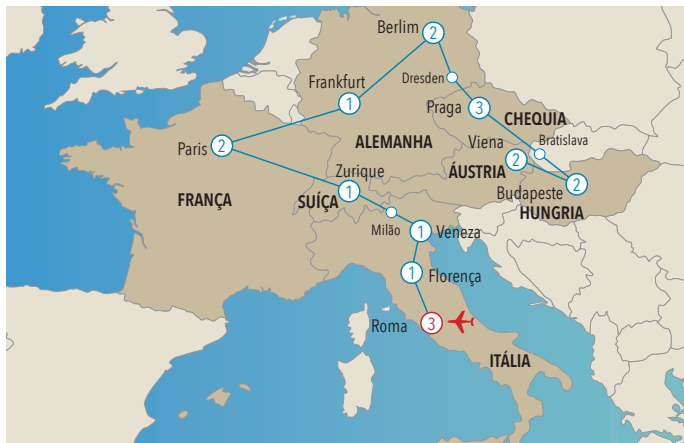 Berlim
2
Dresden
Frankfurt
1
Praga
3
CHEQUIA
Paris
2
ALEMANHA
Viena
2
Bratislava
Zurique
1
ÁUSTRIA
2
Budapeste
FRANÇA
SUÍÇA
HUNGRIA
Milão
1
Veneza
1
Florença
Roma
3
ITÁLIA